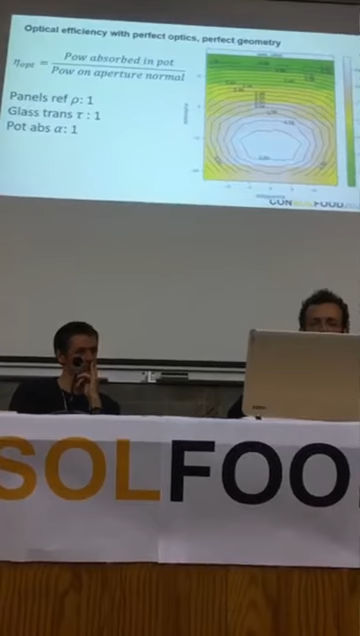 Optical efficiency with perfect optics, perfect geometry
η_opt = Pow absorbed in pot / Pow on aperture normal
Panels ref ρ: 1
Glass trans τ : 1
Pot abs α: 1
CONSOLFOOD
SOLFOO